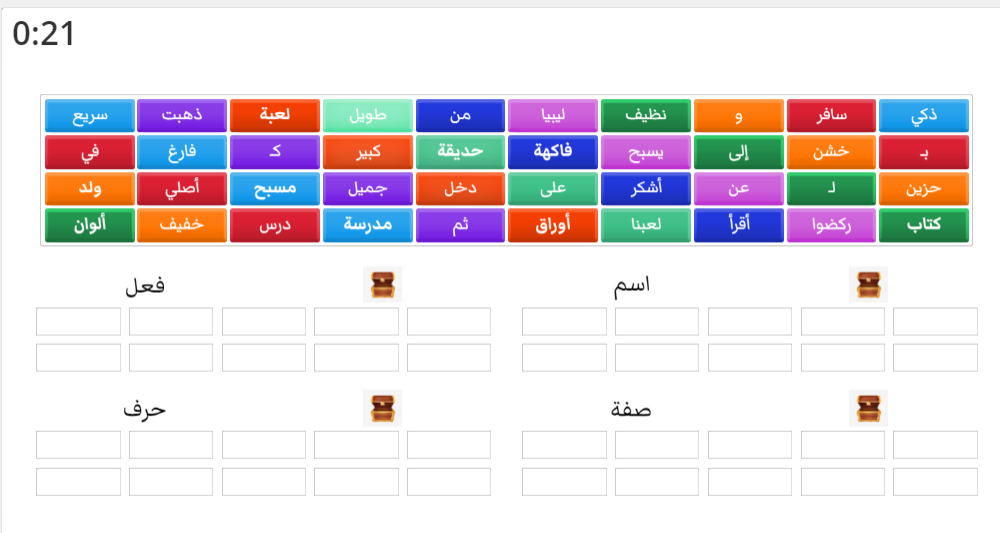 0:21
ذكي سافر و نظيف ليبيا من طويل لعبة ذهبت سريع
بـ خشن إلى يسبح فاكهة حديقة كبير كـ فارغ في
حزين لـ عن أشكر على دخل جميل مسبح أصلي ولد
كتاب ركضوا أقرأ لعبنا أوراق ثم مدرسة درس خفيف ألوان
اسم فعل
صفة حرف